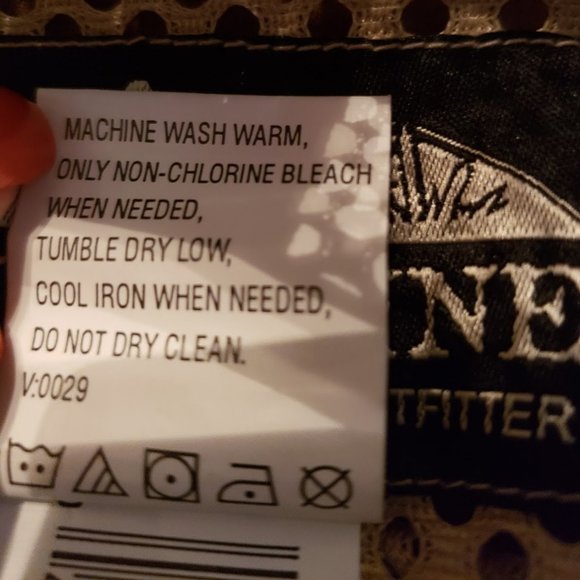 MACHINE WASH WARM,
ONLY NON-CHLORINE BLEACH
WHEN NEEDED,
TUMBLE DRY LOW,
COOL IRON WHEN NEEDED,
DO NOT DRY CLEAN.
V:0029
NE
TFITTER